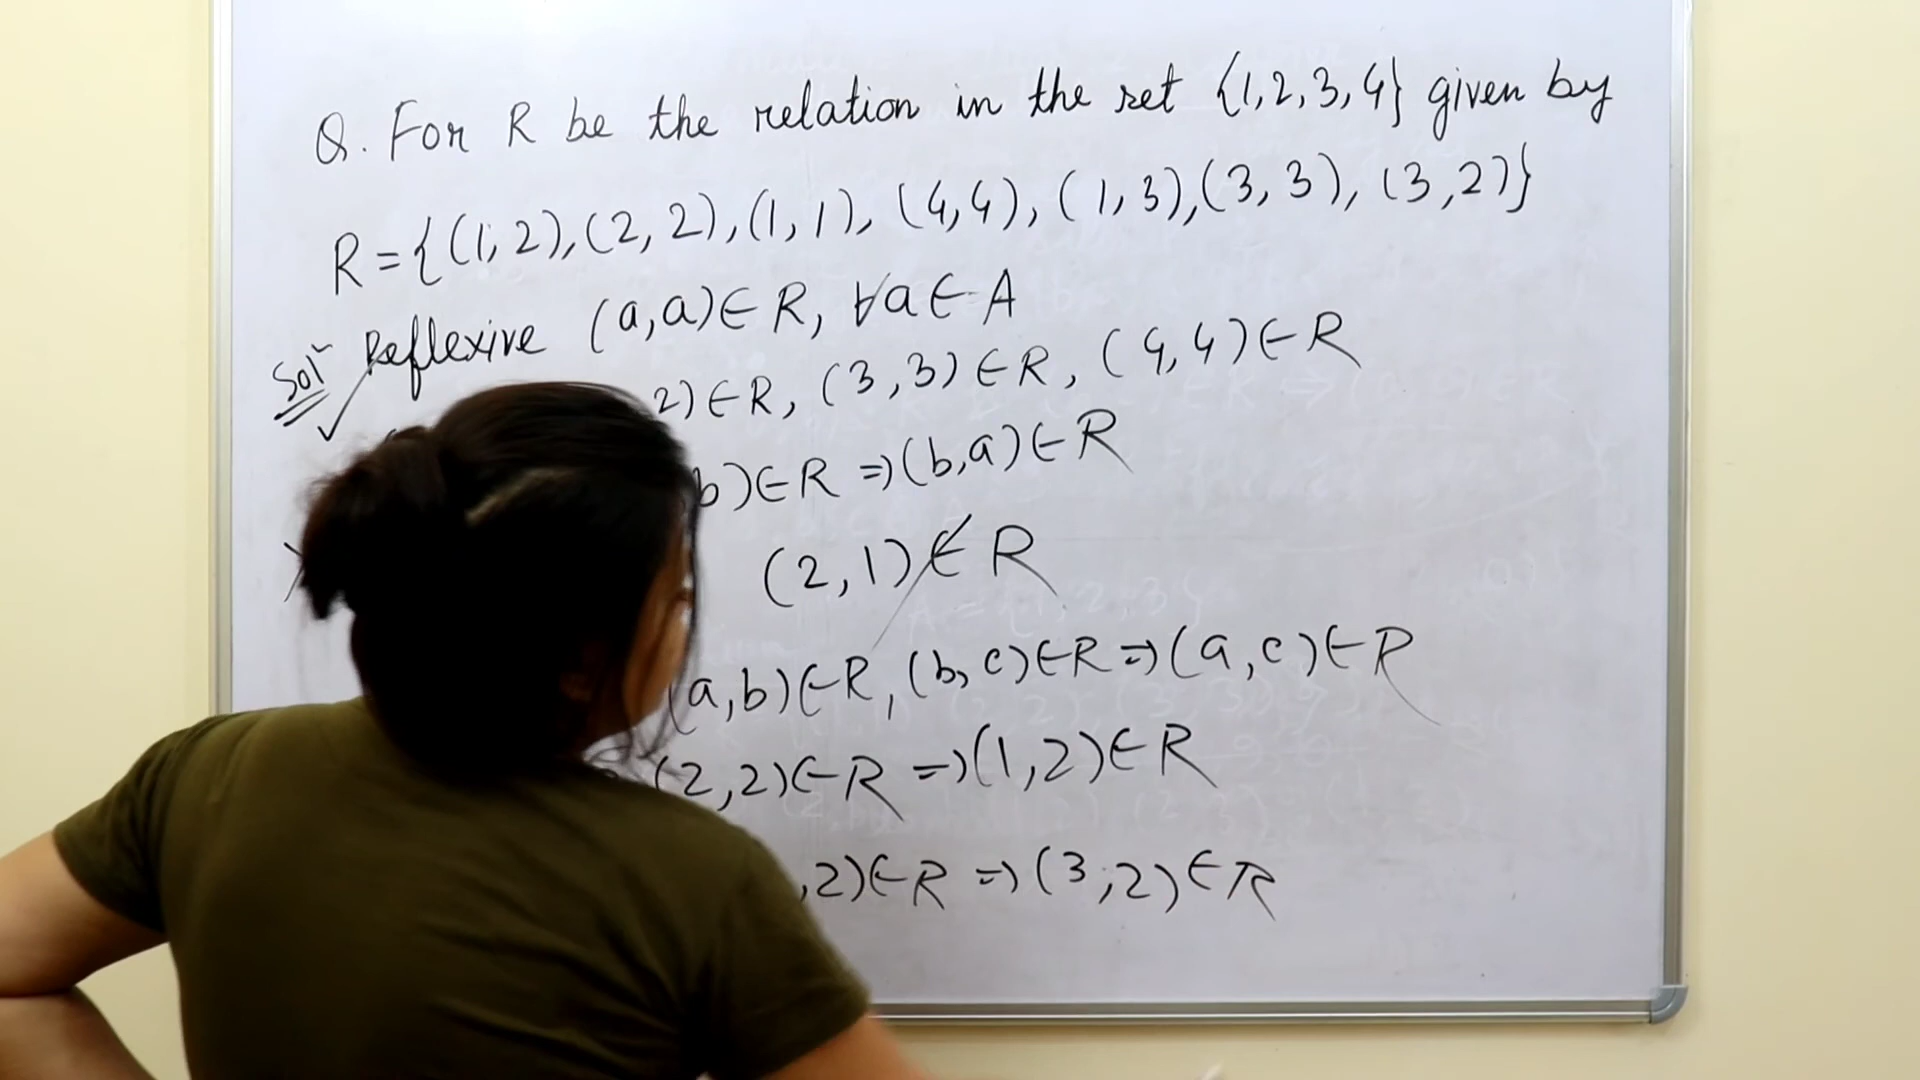 Q. For R be the relation in the set {1,2,3,4} given by
R={(1,2),(2,2),(1,1),(4,4),(1,3),(3,3),(3,2)}
Solⁿ Reflexive (a,a)∈R, ∀a∈A
2)∈R, (3,3)∈R, (4,4)∈R
b)∈R ⇒(b,a)∈R
(2,1)∉R
(a,b)∈R, (b,c)∈R⇒(a,c)∈R
(2,2)∈R ⇒(1,2)∈R
,2)∈R ⇒(3,2)∈R